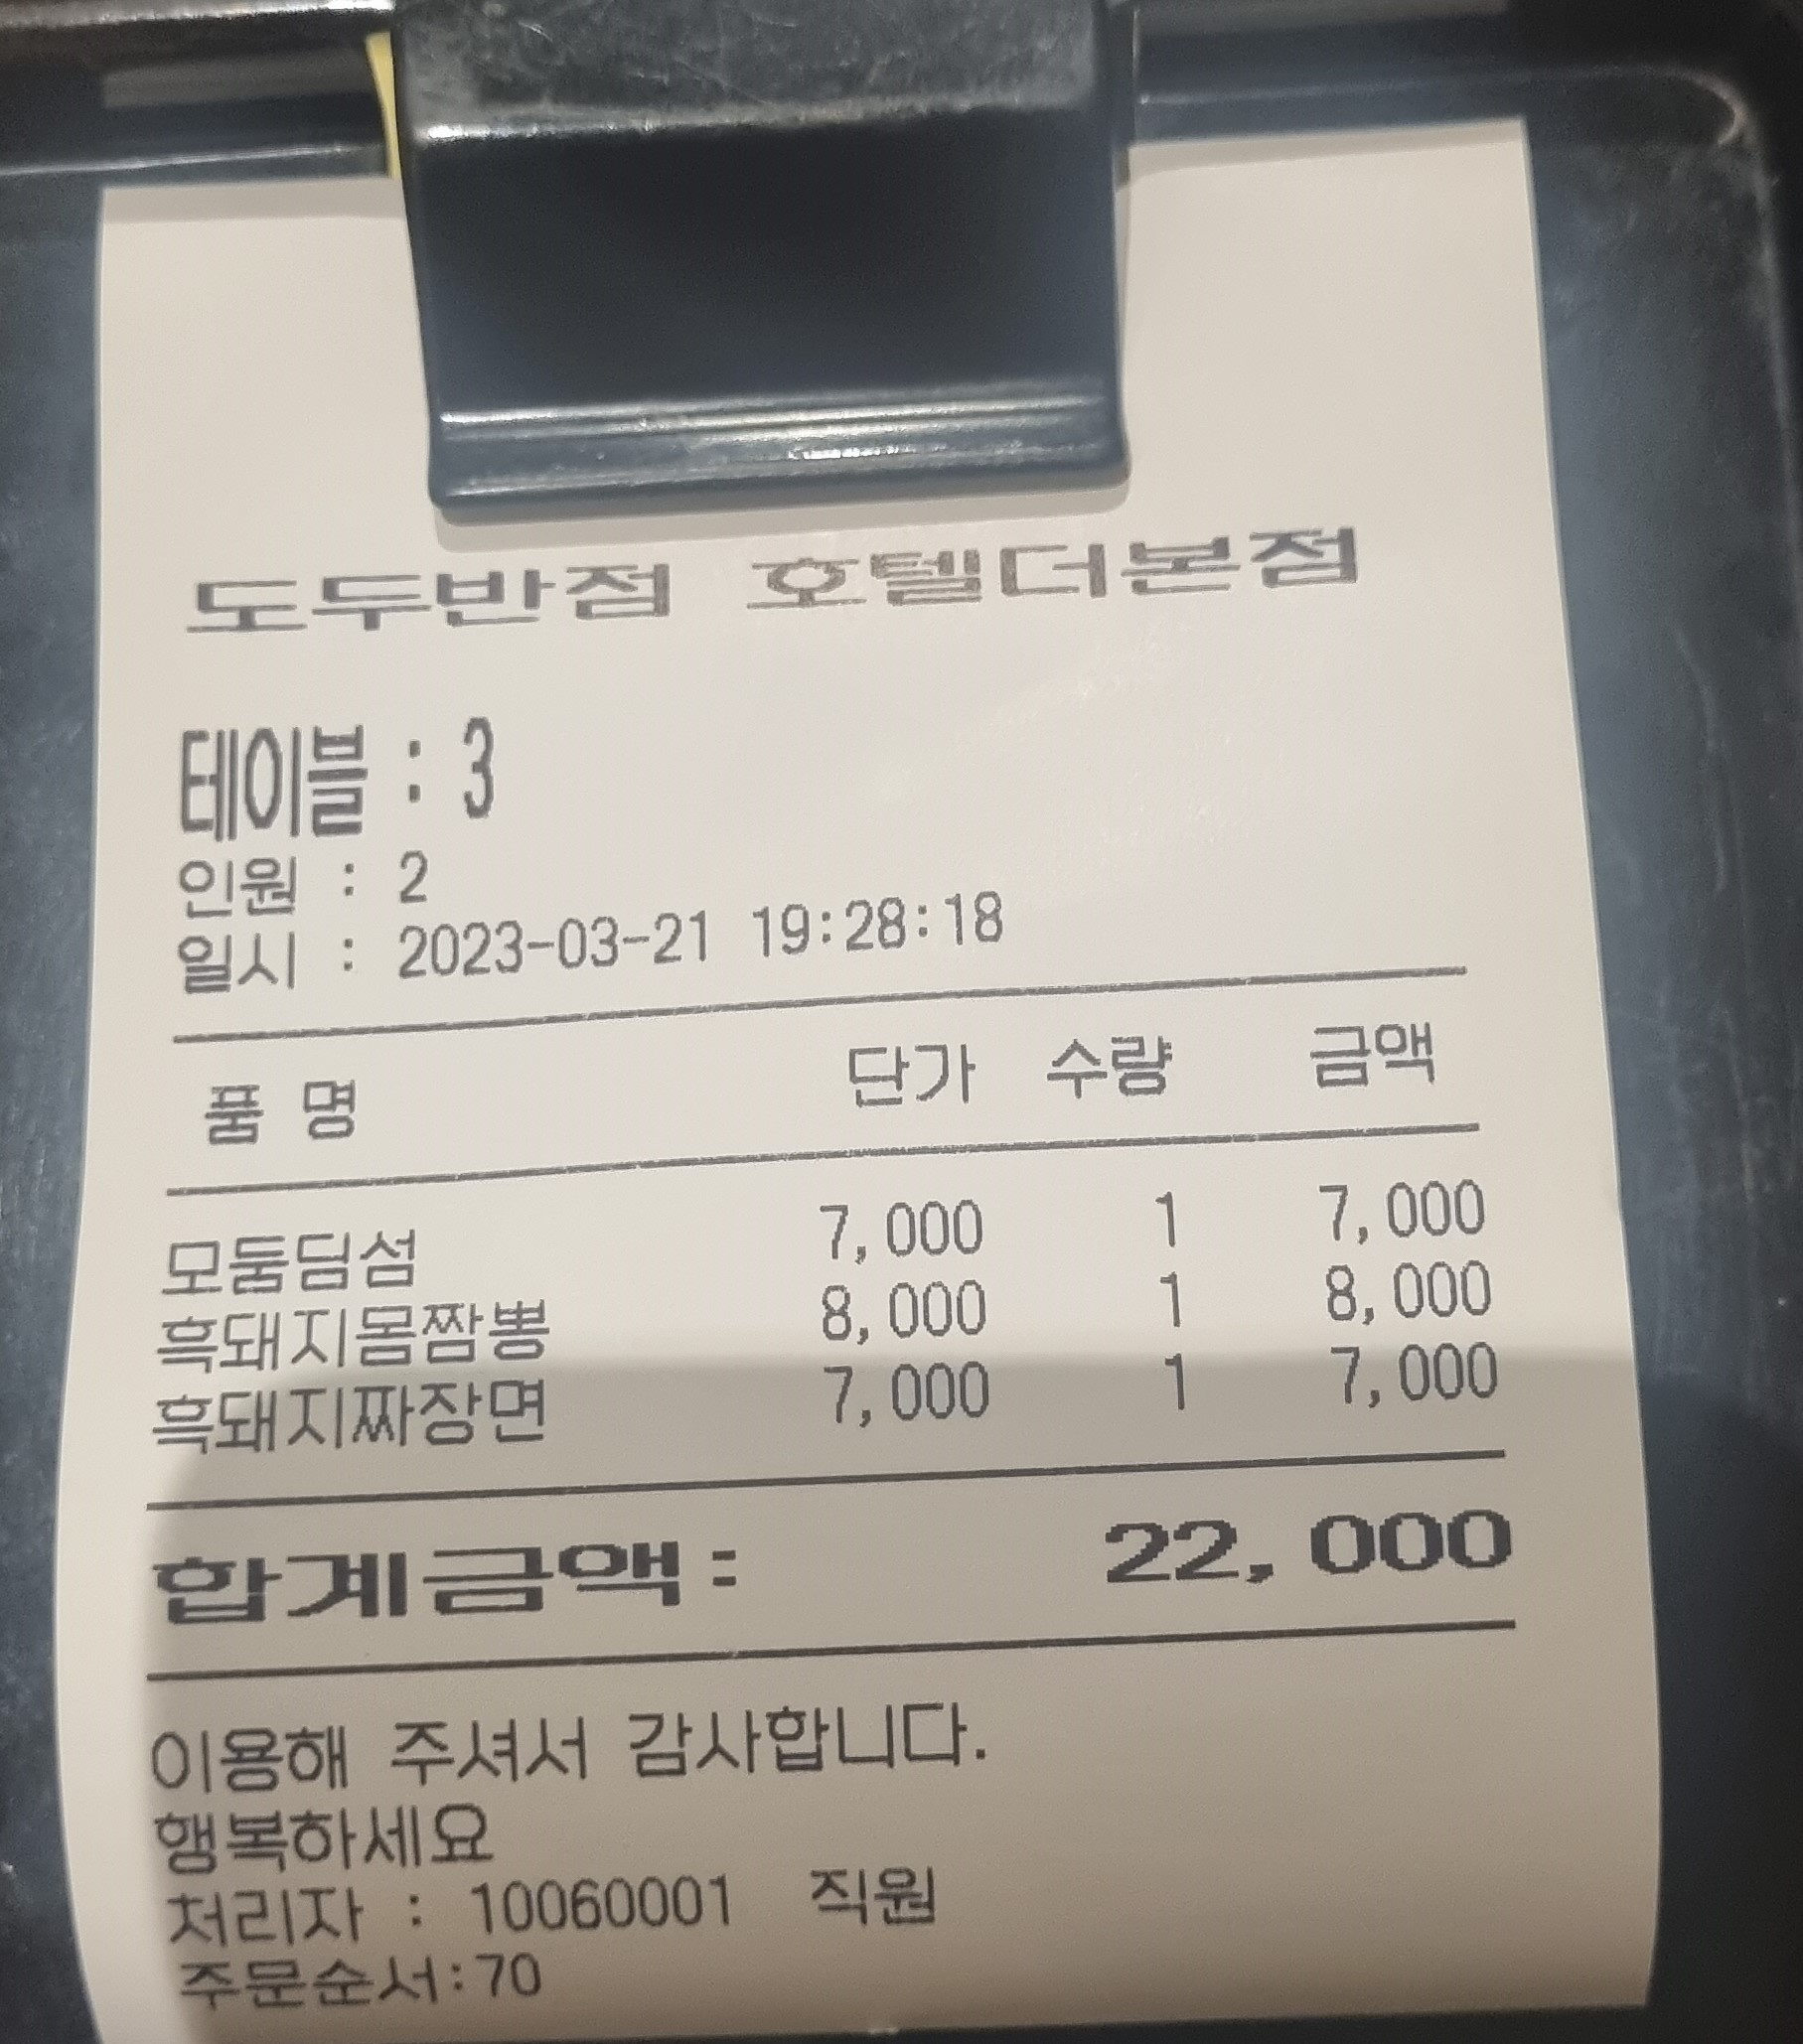 도두반점 호텔더본점
테이블 : 3
인원 : 2
일시 : 2023-03-21 19:28:18
품 명 단가 수량 금액
모둠딤섬 7,000 1 7,000
흑돼지몸짬뽕 8,000 1 8,000
흑돼지짜장면 7,000 1 7,000
합계금액: 22,000
이용해 주셔서 감사합니다.
행복하세요
처리자 : 10060001 직원
주문순서:70